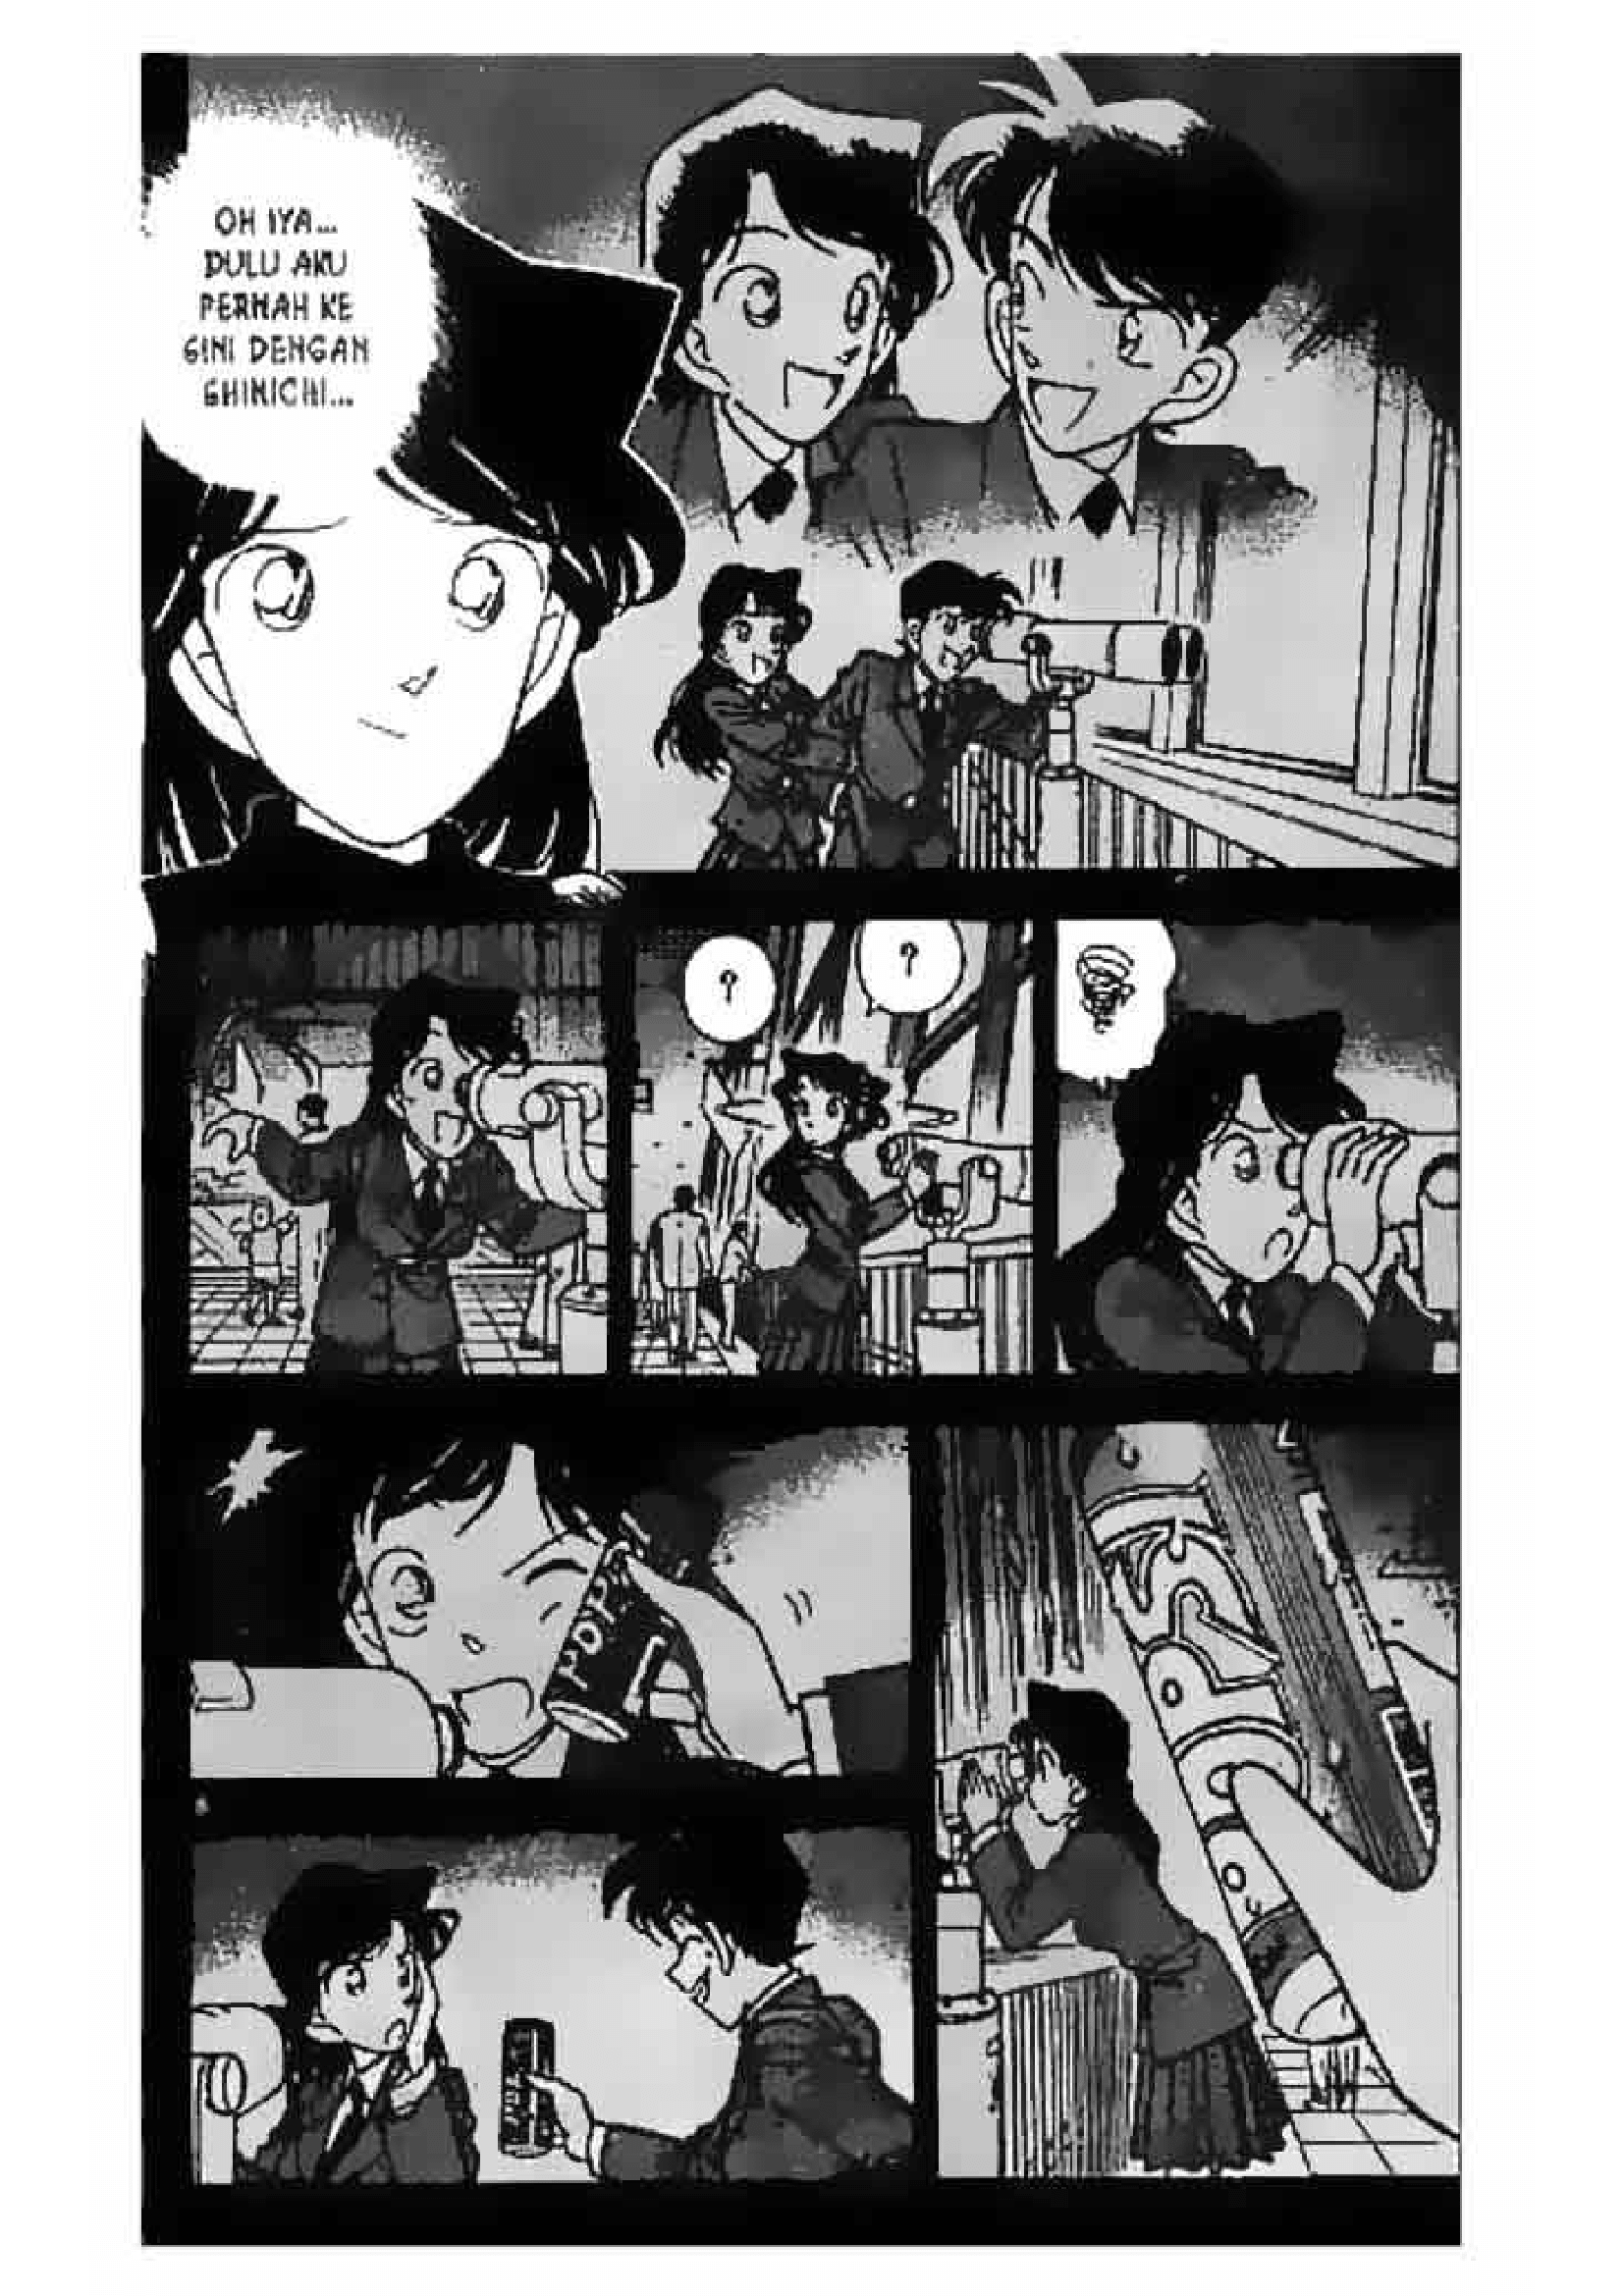 OH IYA...
DULU AKU
PERNAH KE
SINI DENGAN
SHINICHI...
?
?